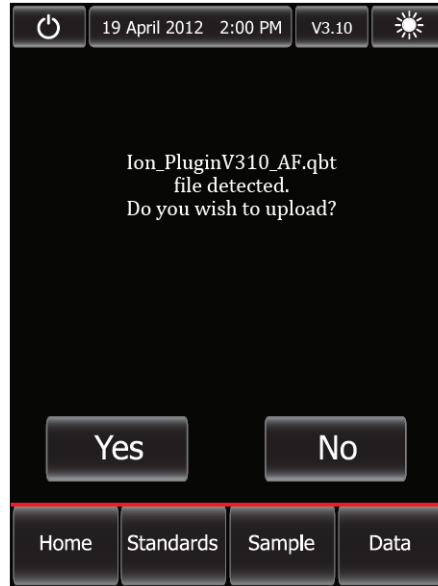 19 April 2012 2:00 PM V3.10
Ion_PluginV310_AF.qbt
file detected.
Do you wish to upload?
Yes No
Home Standards Sample Data